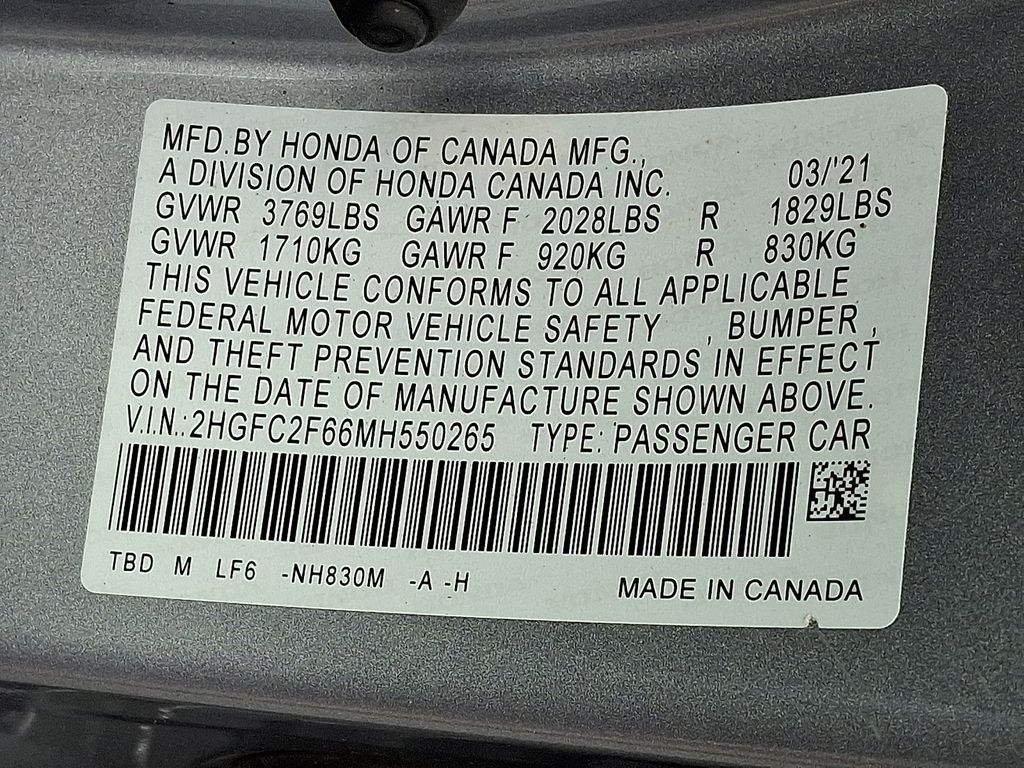 MFD.BY HONDA OF CANADA MFG.,
A DIVISION OF HONDA CANADA INC. 03/'21
GVWR 3769LBS GAWR F 2028LBS R 1829LBS
GVWR 1710KG GAWR F 920KG R 830KG
THIS VEHICLE CONFORMS TO ALL APPLICABLE
FEDERAL MOTOR VEHICLE SAFETY , BUMPER ,
AND THEFT PREVENTION STANDARDS IN EFFECT
ON THE DATE OF MANUFACTURE SHOWN ABOVE.
V.I.N.:2HGFC2F66MH550265 TYPE: PASSENGER CAR
TBD M LF6 -NH830M -A -H MADE IN CANADA